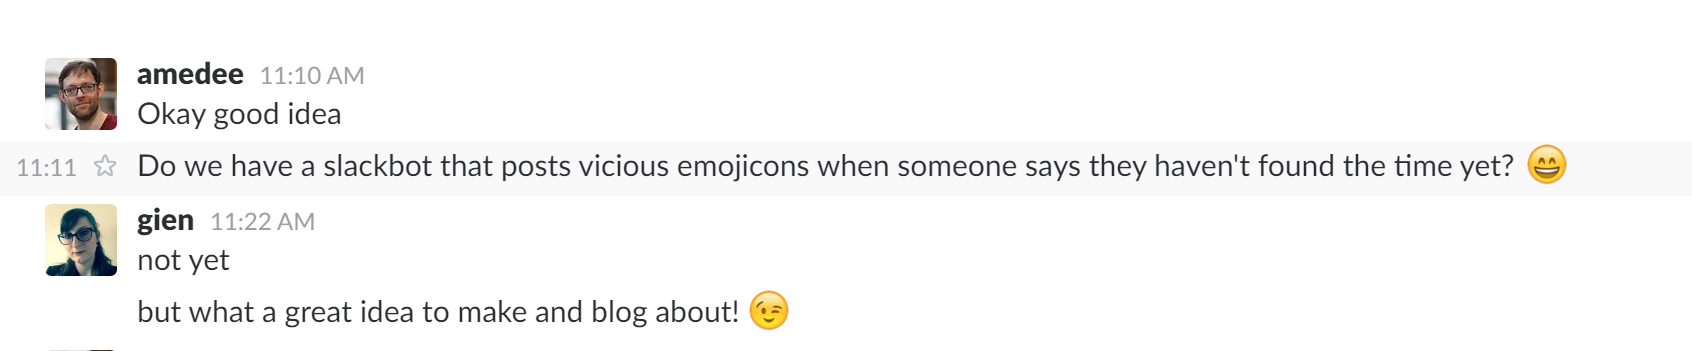 amedee 11:10 AM
Okay good idea
11:11 Do we have a slackbot that posts vicious emojicons when someone says they haven't found the time yet? 😄
gien 11:22 AM
not yet
but what a great idea to make and blog about! 😉